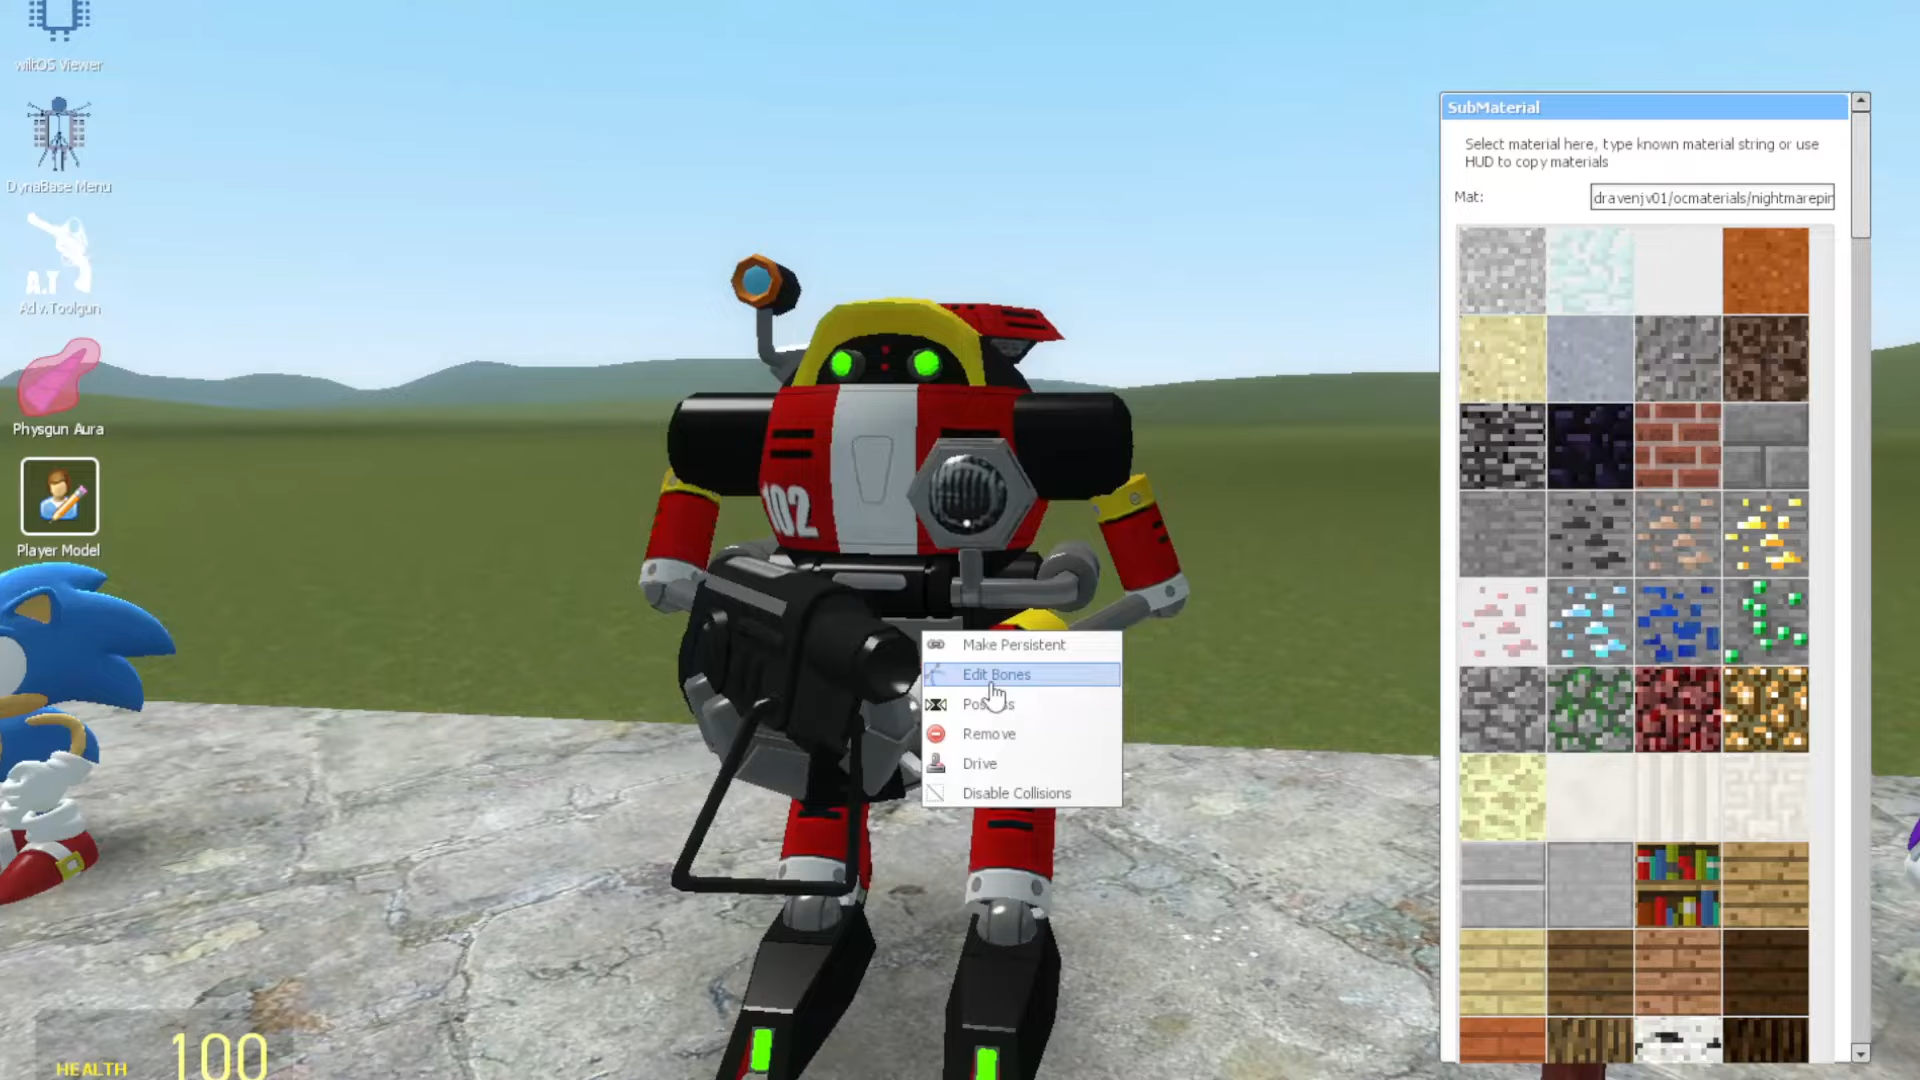 wiltOS Viewer
DynaBase Menu
A.T
Adv.Toolgun
Physgun Aura
Player Model
HEALTH 100
102
Make Persistent
Edit Bones
Remove
Drive
Disable Collisions
SubMaterial
Select material here, type known material string or use
HUD to copy materials
Mat: dravenjv01/ocmaterials/nightmarepin